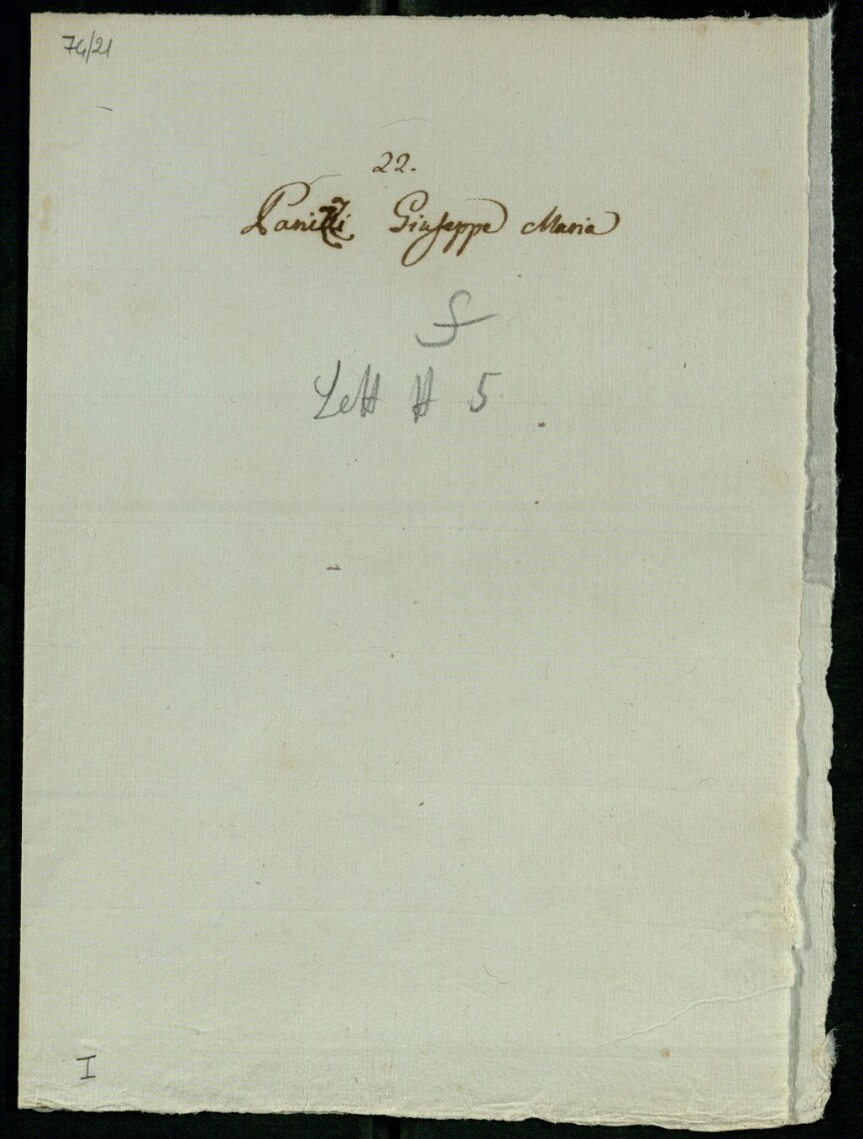 74/21
22.
Panizzi Giuseppe Maria
Lett 5
I